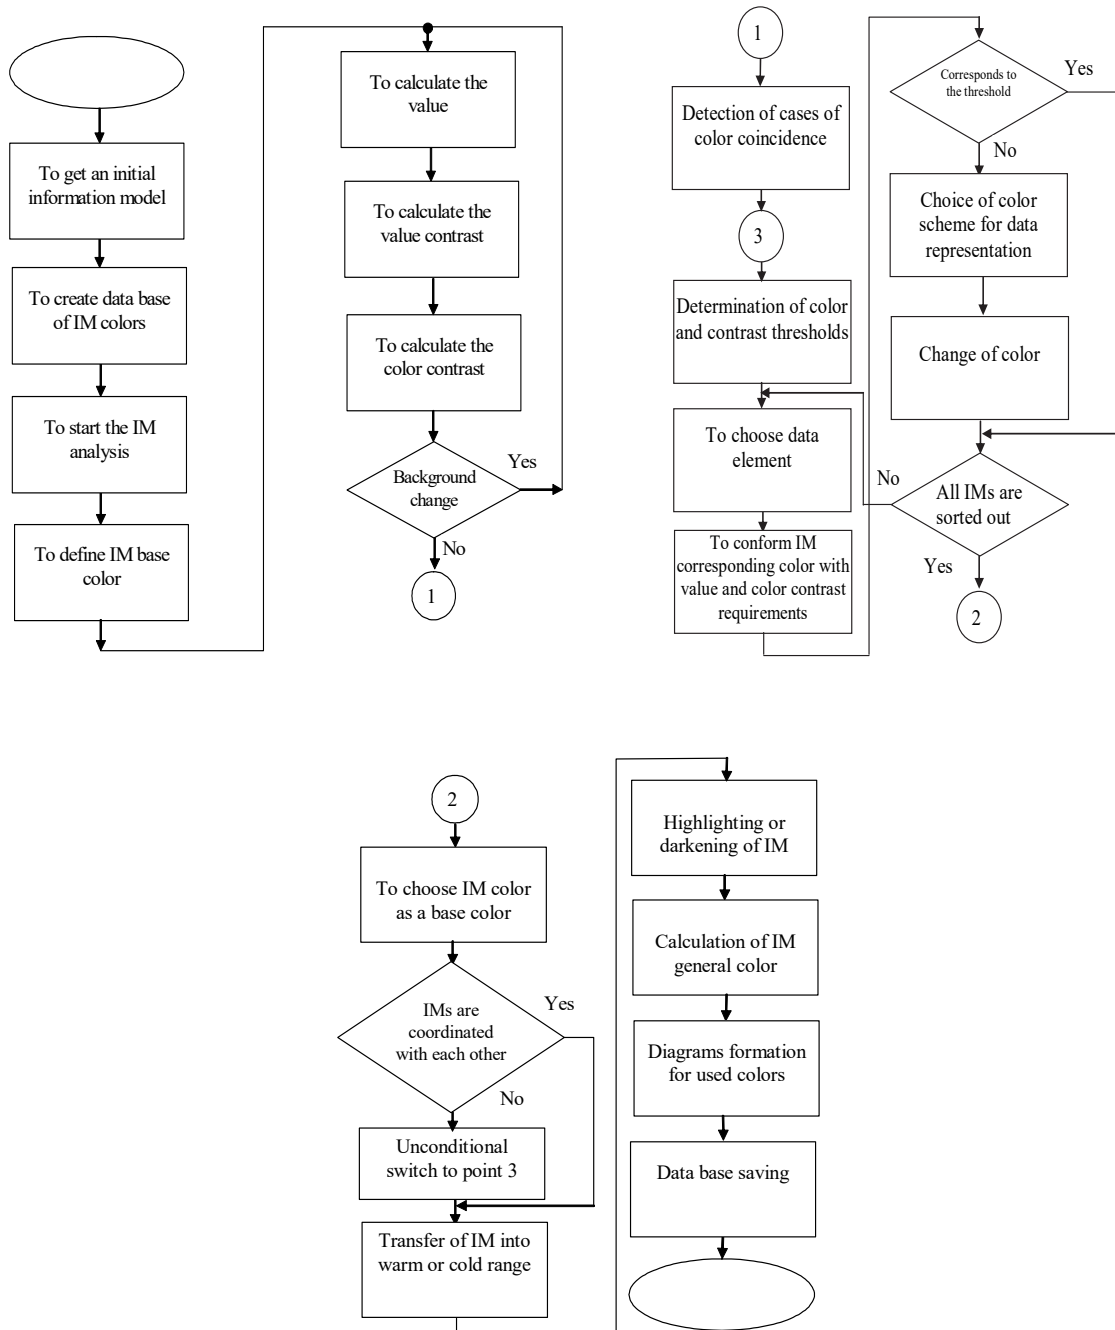 To get an initial
information model
To create data base
of IM colors
To start the IM
analysis
To define IM base
color
To calculate the
value
To calculate the
value contrast
To calculate the
color contrast
Background
change
Yes
No
1
1
Detection of cases of
color coincidence
3
Determination of color
and contrast thresholds
To choose data
element
To conform IM
corresponding color with
value and color contrast
requirements
Corresponds to
the threshold
Yes
No
Choice of color
scheme for data
representation
Change of color
All IMs are
sorted out
No
Yes
2
2
To choose IM color
as a base color
IMs are
coordinated
with each other
Yes
No
Unconditional
switch to point 3
Transfer of IM into
warm or cold range
Highlighting or
darkening of IM
Calculation of IM
general color
Diagrams formation
for used colors
Data base saving